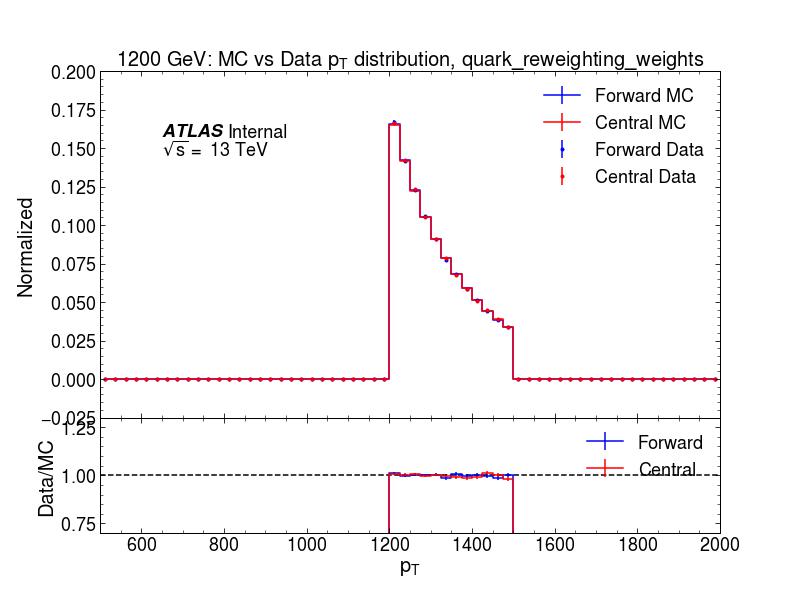 1200 GeV: MC vs Data pT distribution, quark_reweighting_weights
0.200
0.175
0.150
0.125
0.100
0.075
0.050
0.025
0.000
−0.025
Normalized
ATLAS Internal
√s = 13 TeV
Forward MC
Central MC
Forward Data
Central Data
1.25
1.00
0.75
Data/MC
Forward
Central
600 800 1000 1200 1400 1600 1800 2000
pT